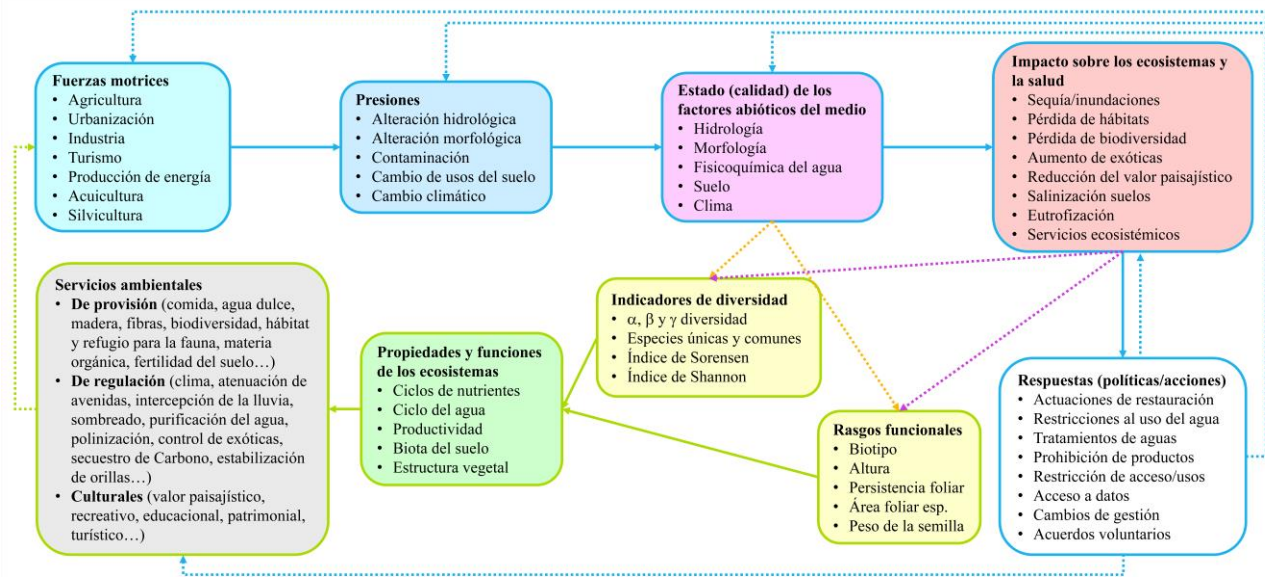 Fuerzas motrices
• Agricultura
• Urbanización
• Industria
• Turismo
• Producción de energía
• Acuicultura
• Silvicultura
Presiones
• Alteración hidrológica
• Alteración morfológica
• Contaminación
• Cambio de usos del suelo
• Cambio climático
Estado (calidad) de los
factores abióticos del medio
• Hidrología
• Morfología
• Fisicoquímica del agua
• Suelo
• Clima
Impacto sobre los ecosistemas y
la salud
• Sequía/inundaciones
• Pérdida de hábitats
• Pérdida de biodiversidad
• Aumento de exóticas
• Reducción del valor paisajístico
• Salinización suelos
• Eutrofización
• Servicios ecosistémicos
Servicios ambientales
• De provisión (comida, agua dulce,
madera, fibras, biodiversidad, hábitat
y refugio para la fauna, materia
orgánica, fertilidad del suelo…)
• De regulación (clima, atenuación de
avenidas, intercepción de la lluvia,
sombreado, purificación del agua,
polinización, control de exóticas,
secuestro de Carbono, estabilización
de orillas…)
• Culturales (valor paisajístico,
recreativo, educacional, patrimonial,
turístico…)
Propiedades y funciones
de los ecosistemas
• Ciclos de nutrientes
• Ciclo del agua
• Productividad
• Biota del suelo
• Estructura vegetal
Indicadores de diversidad
• α, β y γ diversidad
• Especies únicas y comunes
• Índice de Sorensen
• Índice de Shannon
Rasgos funcionales
• Biotipo
• Altura
• Persistencia foliar
• Área foliar esp.
• Peso de la semilla
Respuestas (políticas/acciones)
• Actuaciones de restauración
• Restricciones al uso del agua
• Tratamientos de aguas
• Prohibición de productos
• Restricción de acceso/usos
• Acceso a datos
• Cambios de gestión
• Acuerdos voluntarios